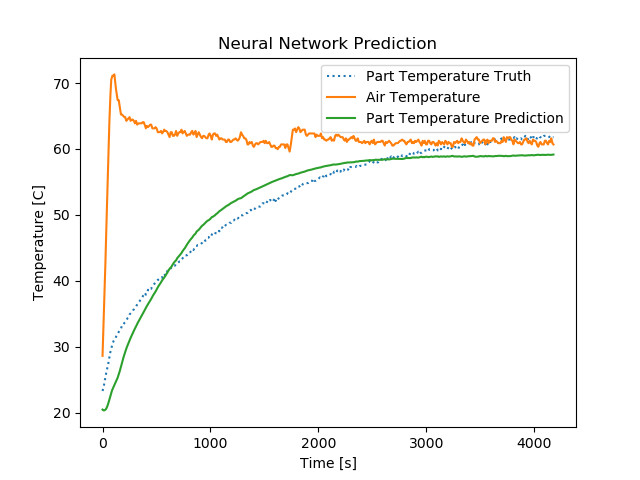 Neural Network Prediction
Part Temperature Truth
Air Temperature
Part Temperature Prediction
Temperature [C]
70
60
50
40
30
20
0 1000 2000 3000 4000
Time [s]